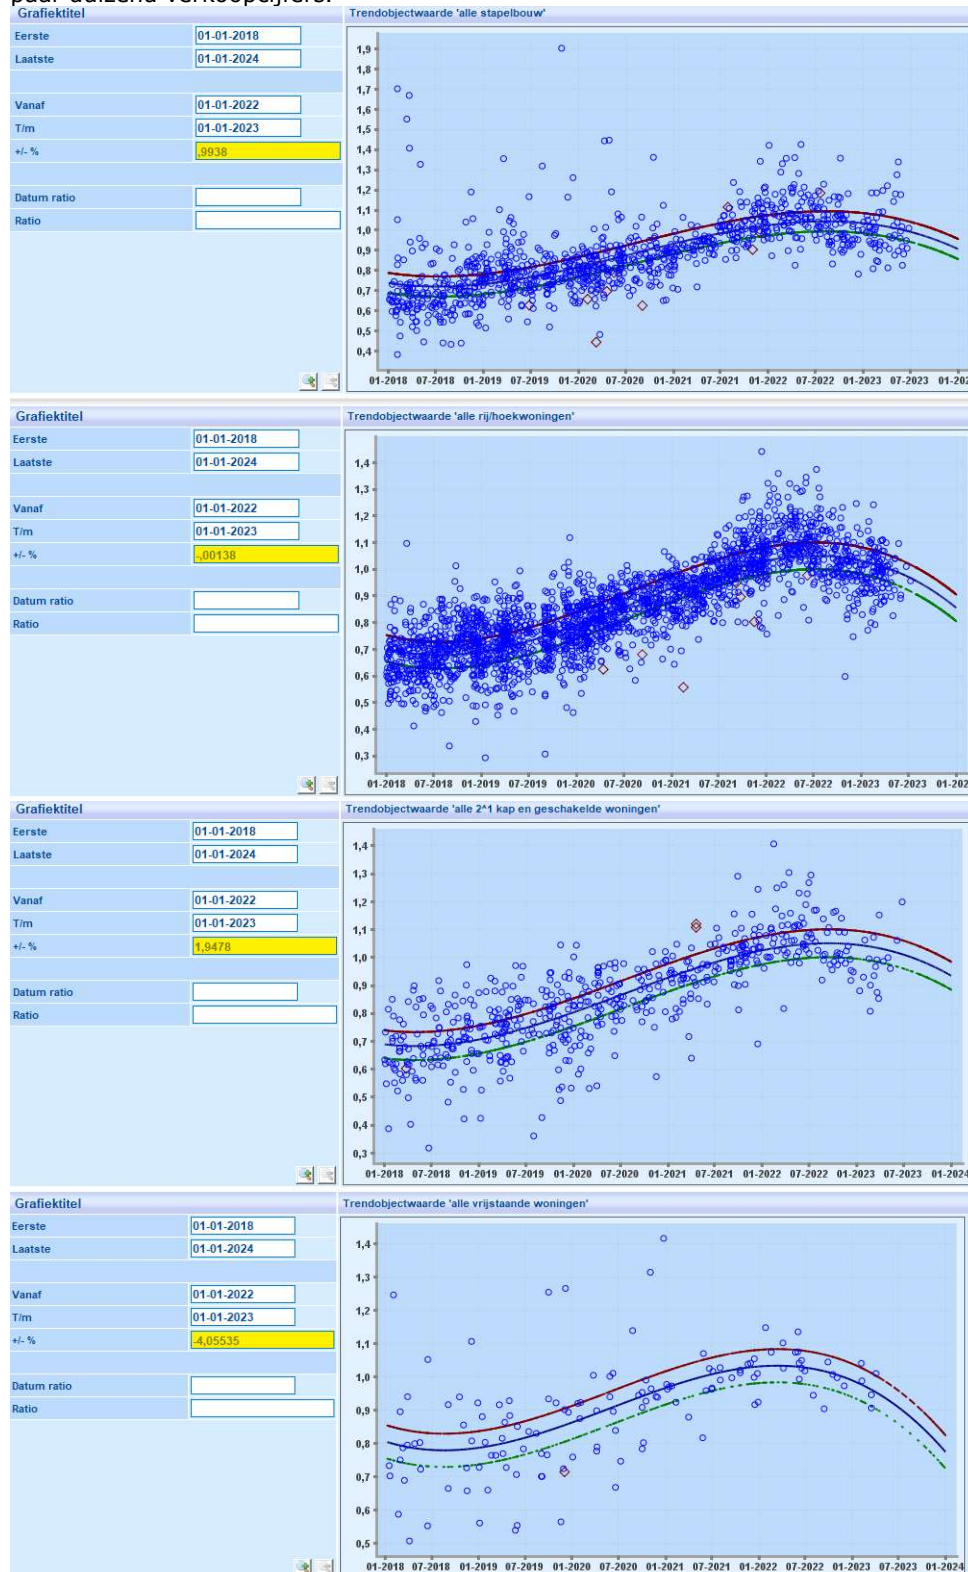 paar duizend verkoopcijfers.
Grafiektitel Trendobjectwaarde 'alle stapelbouw'
Eerste 01-01-2018
Laatste 01-01-2024
Vanaf 01-01-2022
T/m 01-01-2023
+/- % ,9938
Datum ratio
Ratio
1,9
1,8
1,7
1,6
1,5
1,4
1,3
1,2
1,1
1,0
0,9
0,8
0,7
0,6
0,5
0,4
01-2018 07-2018 01-2019 07-2019 01-2020 07-2020 01-2021 07-2021 01-2022 07-2022 01-2023 07-2023 01-202
Grafiektitel Trendobjectwaarde 'alle rij/hoekwoningen'
Eerste 01-01-2018
Laatste 01-01-2024
Vanaf 01-01-2022
T/m 01-01-2023
+/- % -,00138
Datum ratio
Ratio
1,4
1,3
1,2
1,1
1,0
0,9
0,8
0,7
0,6
0,5
0,4
0,3
01-2018 07-2018 01-2019 07-2019 01-2020 07-2020 01-2021 07-2021 01-2022 07-2022 01-2023 07-2023 01-202
Grafiektitel Trendobjectwaarde 'alle 2^1 kap en geschakelde woningen'
Eerste 01-01-2018
Laatste 01-01-2024
Vanaf 01-01-2022
T/m 01-01-2023
+/- % 1,9478
Datum ratio
Ratio
1,4
1,3
1,2
1,1
1,0
0,9
0,8
0,7
0,6
0,5
0,4
0,3
01-2018 07-2018 01-2019 07-2019 01-2020 07-2020 01-2021 07-2021 01-2022 07-2022 01-2023 07-2023 01-2024
Grafiektitel Trendobjectwaarde 'alle vrijstaande woningen'
Eerste 01-01-2018
Laatste 01-01-2024
Vanaf 01-01-2022
T/m 01-01-2023
+/- % -4,05535
Datum ratio
Ratio
1,4
1,3
1,2
1,1
1,0
0,9
0,8
0,7
0,6
0,5
01-2018 07-2018 01-2019 07-2019 01-2020 07-2020 01-2021 07-2021 01-2022 07-2022 01-2023 07-2023 01-2024